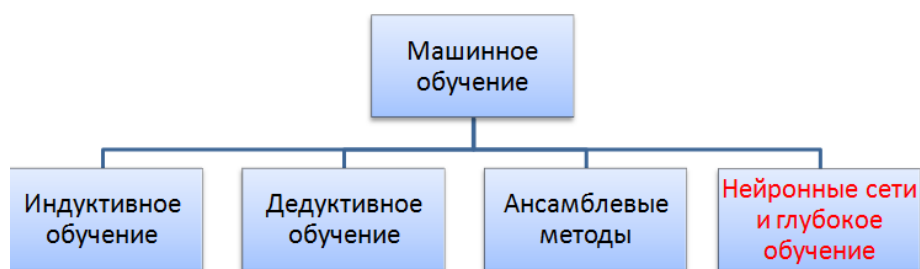 Машинное
обучение
Индуктивное
обучение
Дедуктивное
обучение
Ансамблевые
методы
Нейронные сети
и глубокое
обучение